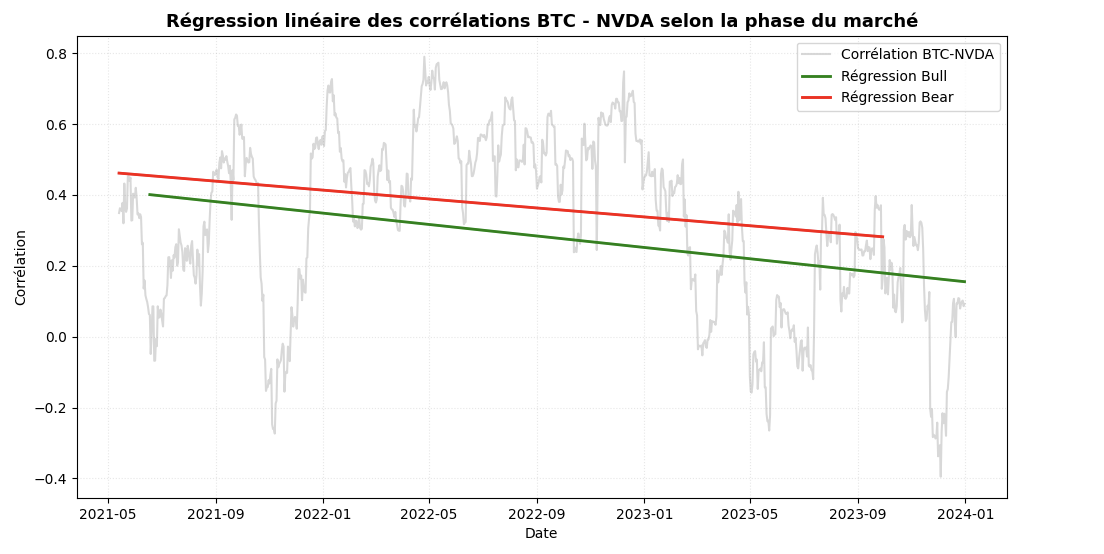 Régression linéaire des corrélations BTC - NVDA selon la phase du marché
Corrélation BTC-NVDA
Régression Bull
Régression Bear
Corrélation
0.8
0.6
0.4
0.2
0.0
−0.2
−0.4
2021-05
2021-09
2022-01
2022-05
2022-09
2023-01
2023-05
2023-09
2024-01
Date